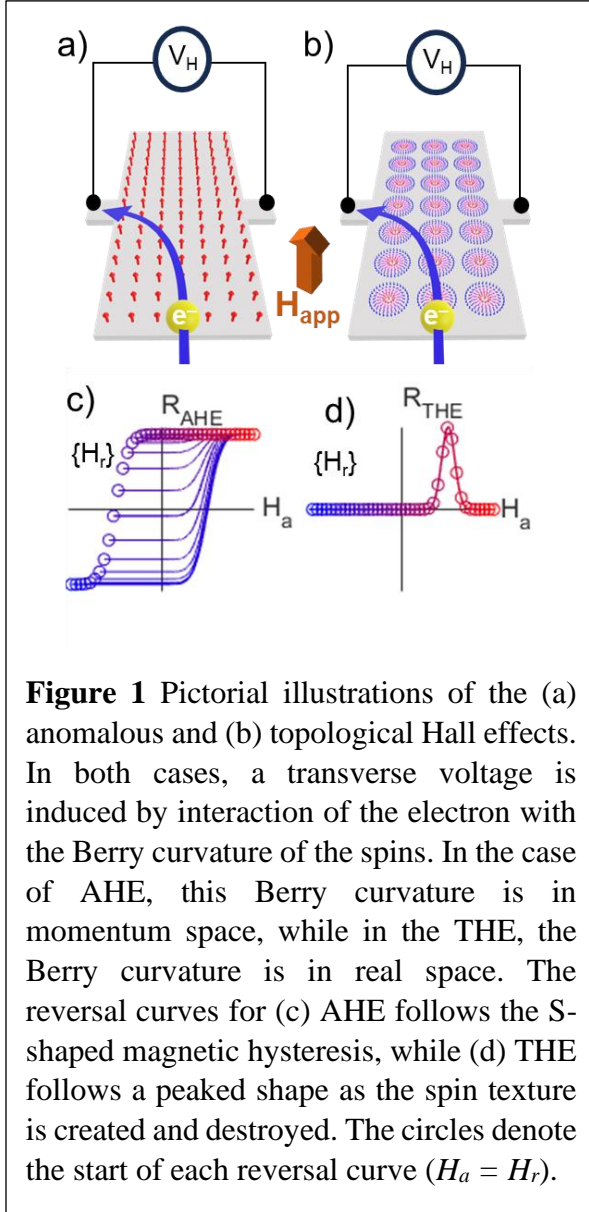 a)
V_H
b)
V_H
e⁻
H_app
e⁻
c)
R_AHE
{H_r}
H_a
d)
R_THE
{H_r}
H_a
Figure 1 Pictorial illustrations of the (a)
anomalous and (b) topological Hall effects.
In both cases, a transverse voltage is
induced by interaction of the electron with
the Berry curvature of the spins. In the case
of AHE, this Berry curvature is in
momentum space, while in the THE, the
Berry curvature is in real space. The
reversal curves for (c) AHE follows the S-
shaped magnetic hysteresis, while (d) THE
follows a peaked shape as the spin texture
is created and destroyed. The circles denote
the start of each reversal curve (H_a = H_r).